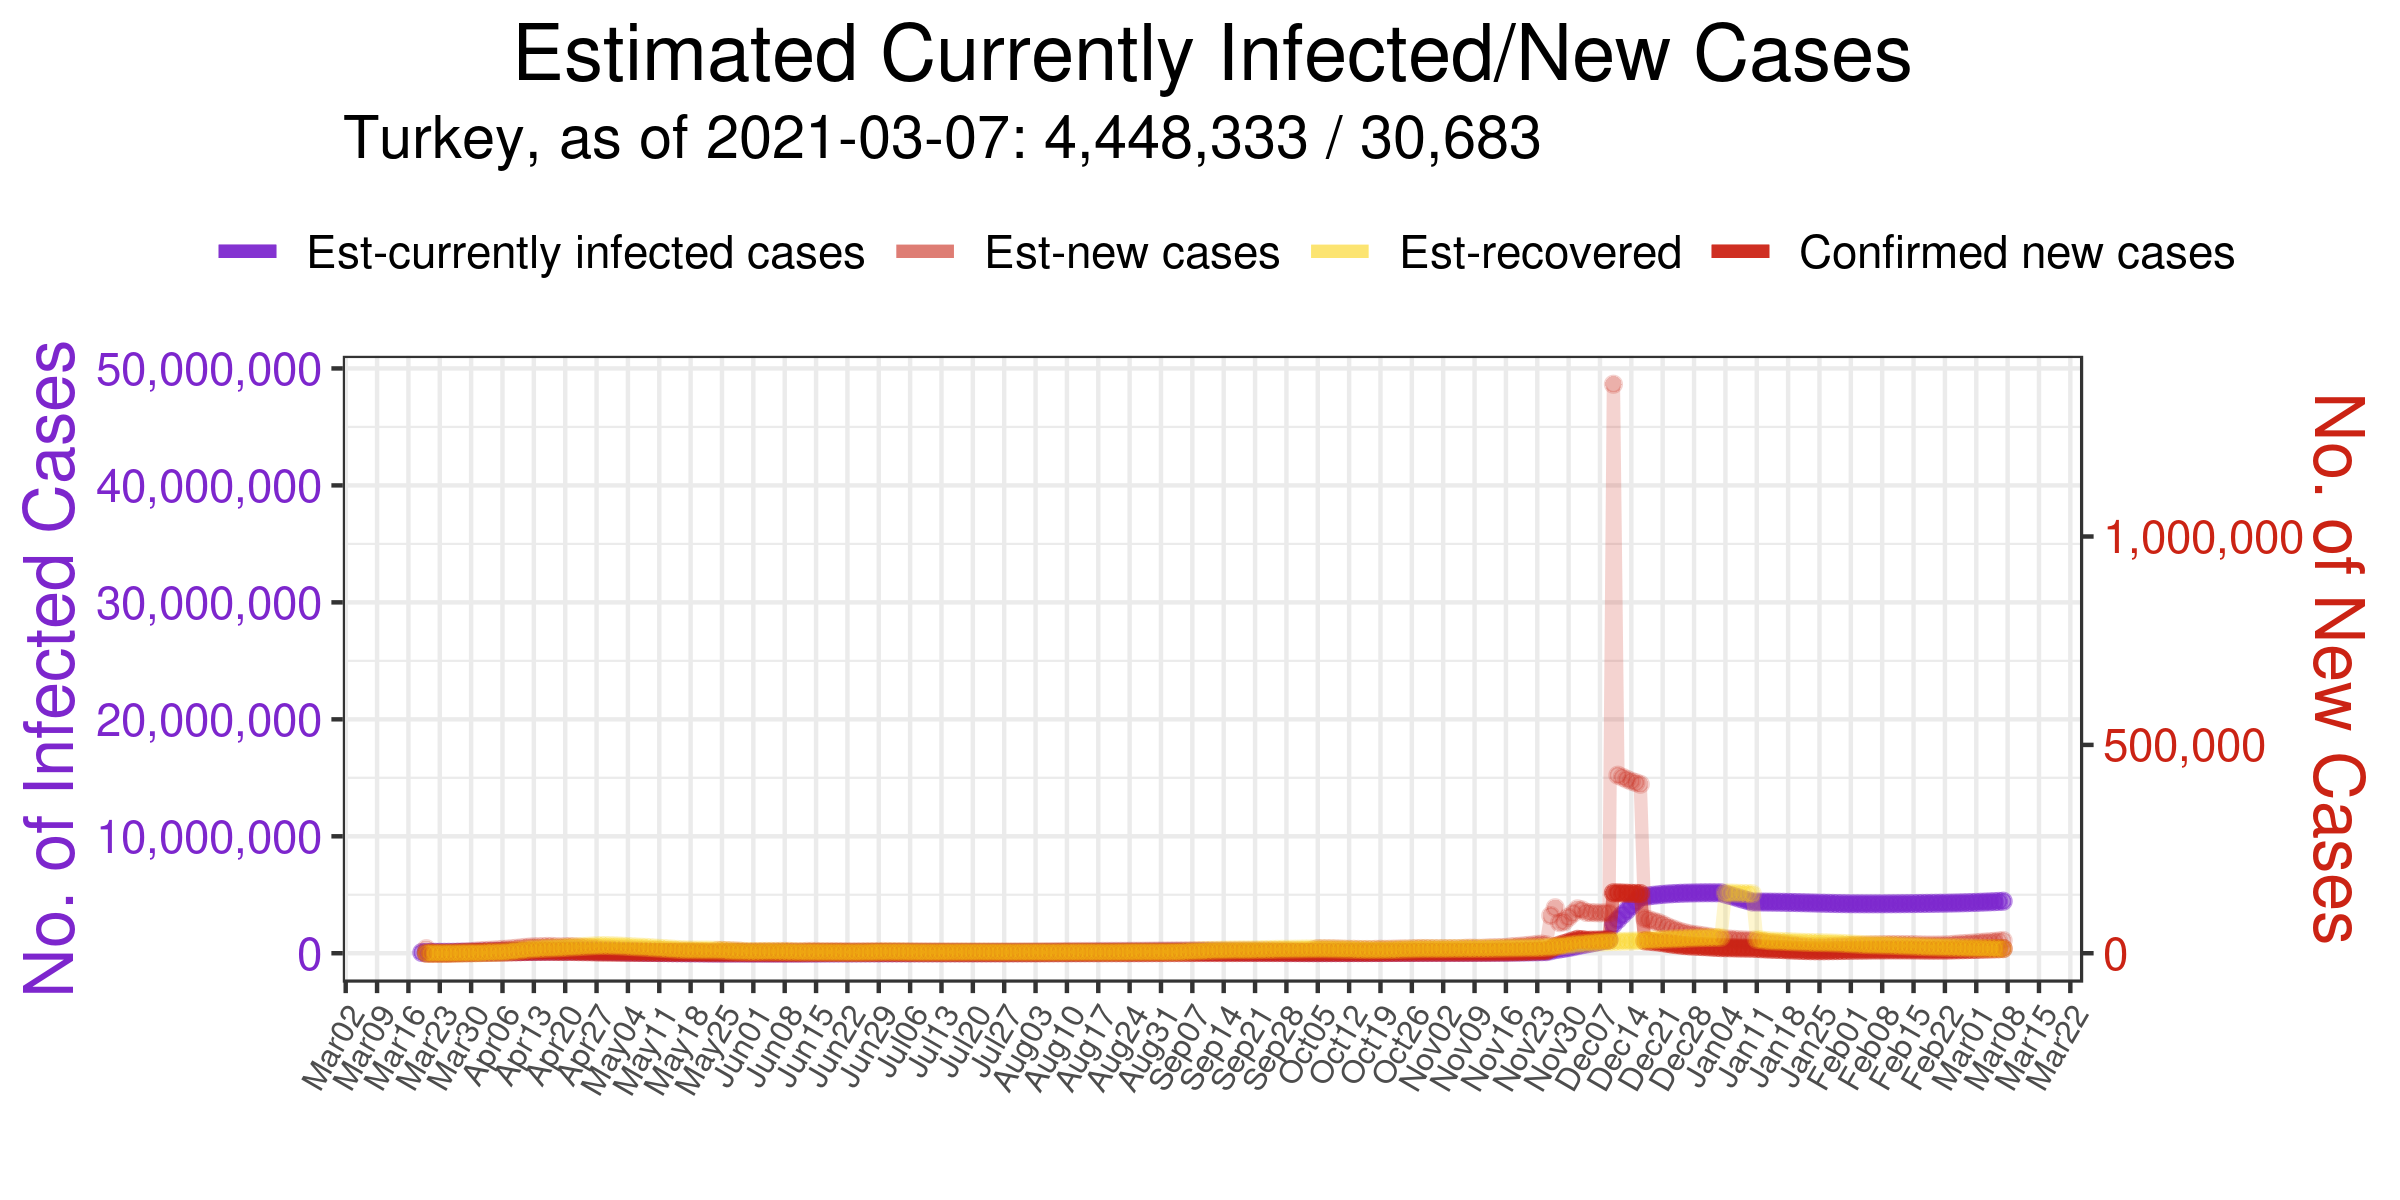 Estimated Currently Infected/New Cases
Turkey, as of 2021-03-07: 4,448,333 / 30,683
Est-currently infected cases Est-new cases Est-recovered Confirmed new cases
No. of Infected Cases
50,000,000
40,000,000
30,000,000
20,000,000
10,000,000
0
1,000,000
500,000
0
No. of New Cases
Mar02 Mar09 Mar16 Mar23 Mar30 Apr06 Apr13 Apr20 Apr27 May04 May11 May18 May25 Jun01 Jun08 Jun15 Jun22 Jun29 Jul06 Jul13 Jul20 Jul27 Aug03 Aug10 Aug17 Aug24 Aug31 Sep07 Sep14 Sep21 Sep28 Oct05 Oct12 Oct19 Oct26 Nov02 Nov09 Nov16 Nov23 Nov30 Dec07 Dec14 Dec21 Dec28 Jan04 Jan11 Jan18 Jan25 Feb01 Feb08 Feb15 Feb22 Mar01 Mar08 Mar15 Mar22